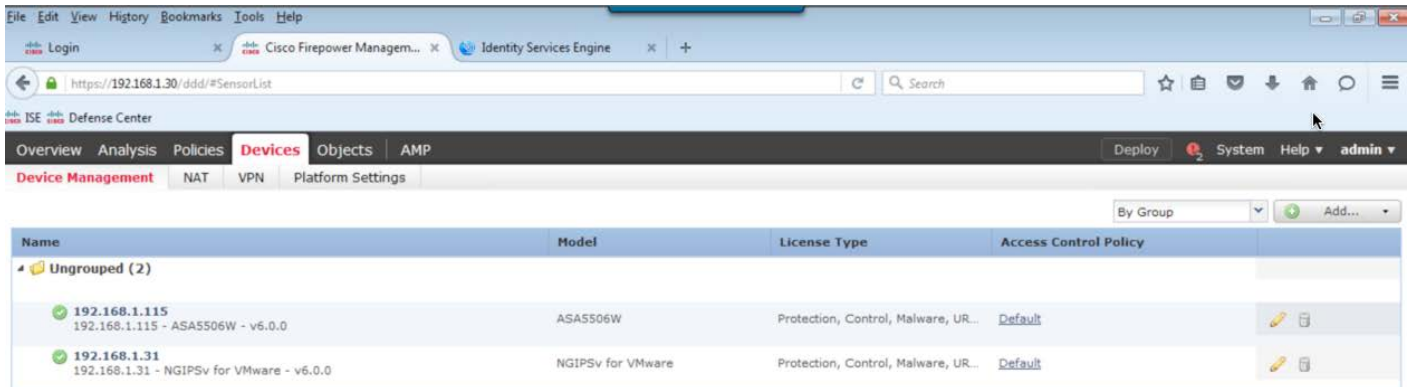 File Edit View History Bookmarks Tools Help
Login × Cisco Firepower Managem... × Identity Services Engine × +
https://192.168.1.30/ddd/#SensorList Search
ISE Defense Center
Overview Analysis Policies Devices Objects AMP Deploy 2 System Help admin
Device Management NAT VPN Platform Settings
By Group Add...
Name Model License Type Access Control Policy
Ungrouped (2)
192.168.1.115
192.168.1.115 - ASA5506W - v6.0.0 ASA5506W Protection, Control, Malware, UR... Default
192.168.1.31
192.168.1.31 - NGIPSv for VMware - v6.0.0 NGIPSv for VMware Protection, Control, Malware, UR... Default